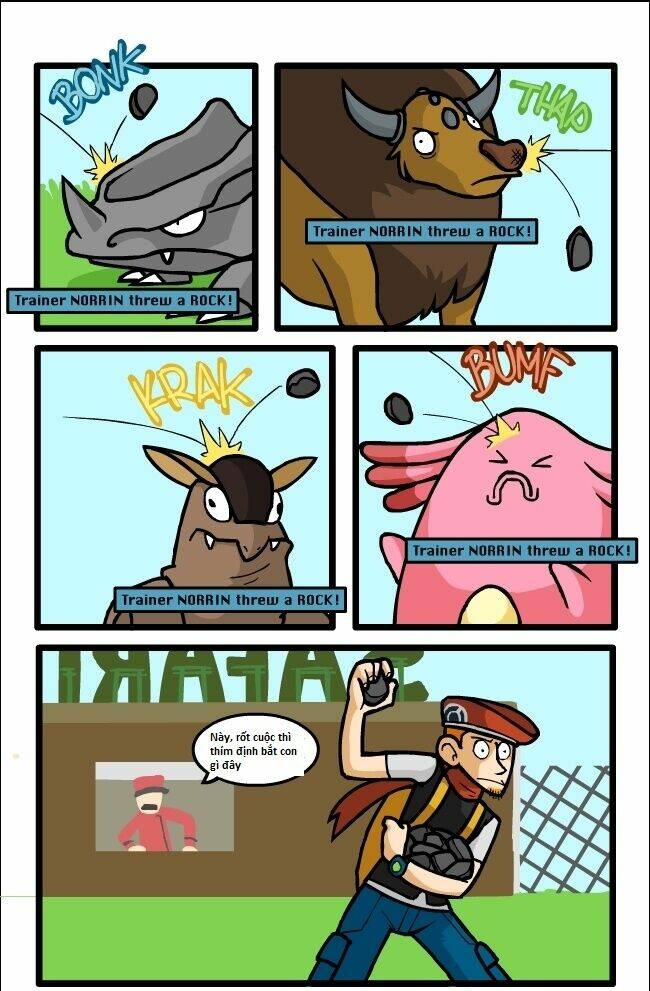 BONK
Trainer NORRIN threw a ROCK!
THAP
Trainer NORRIN threw a ROCK!
KRAK
Trainer NORRIN threw a ROCK!
BUMF
Trainer NORRIN threw a ROCK!
SAFARI
Này, rốt cuộc thì
thím định bắt con
gì đây